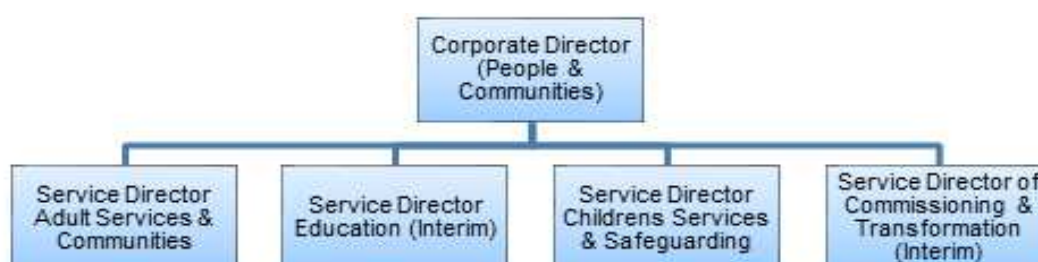 Corporate Director
(People &
Communities)
Service Director
Adult Services &
Communities
Service Director
Education (Interim)
Service Director
Childrens Services
& Safeguarding
Service Director of
Commissioning &
Transformation
(Interim)